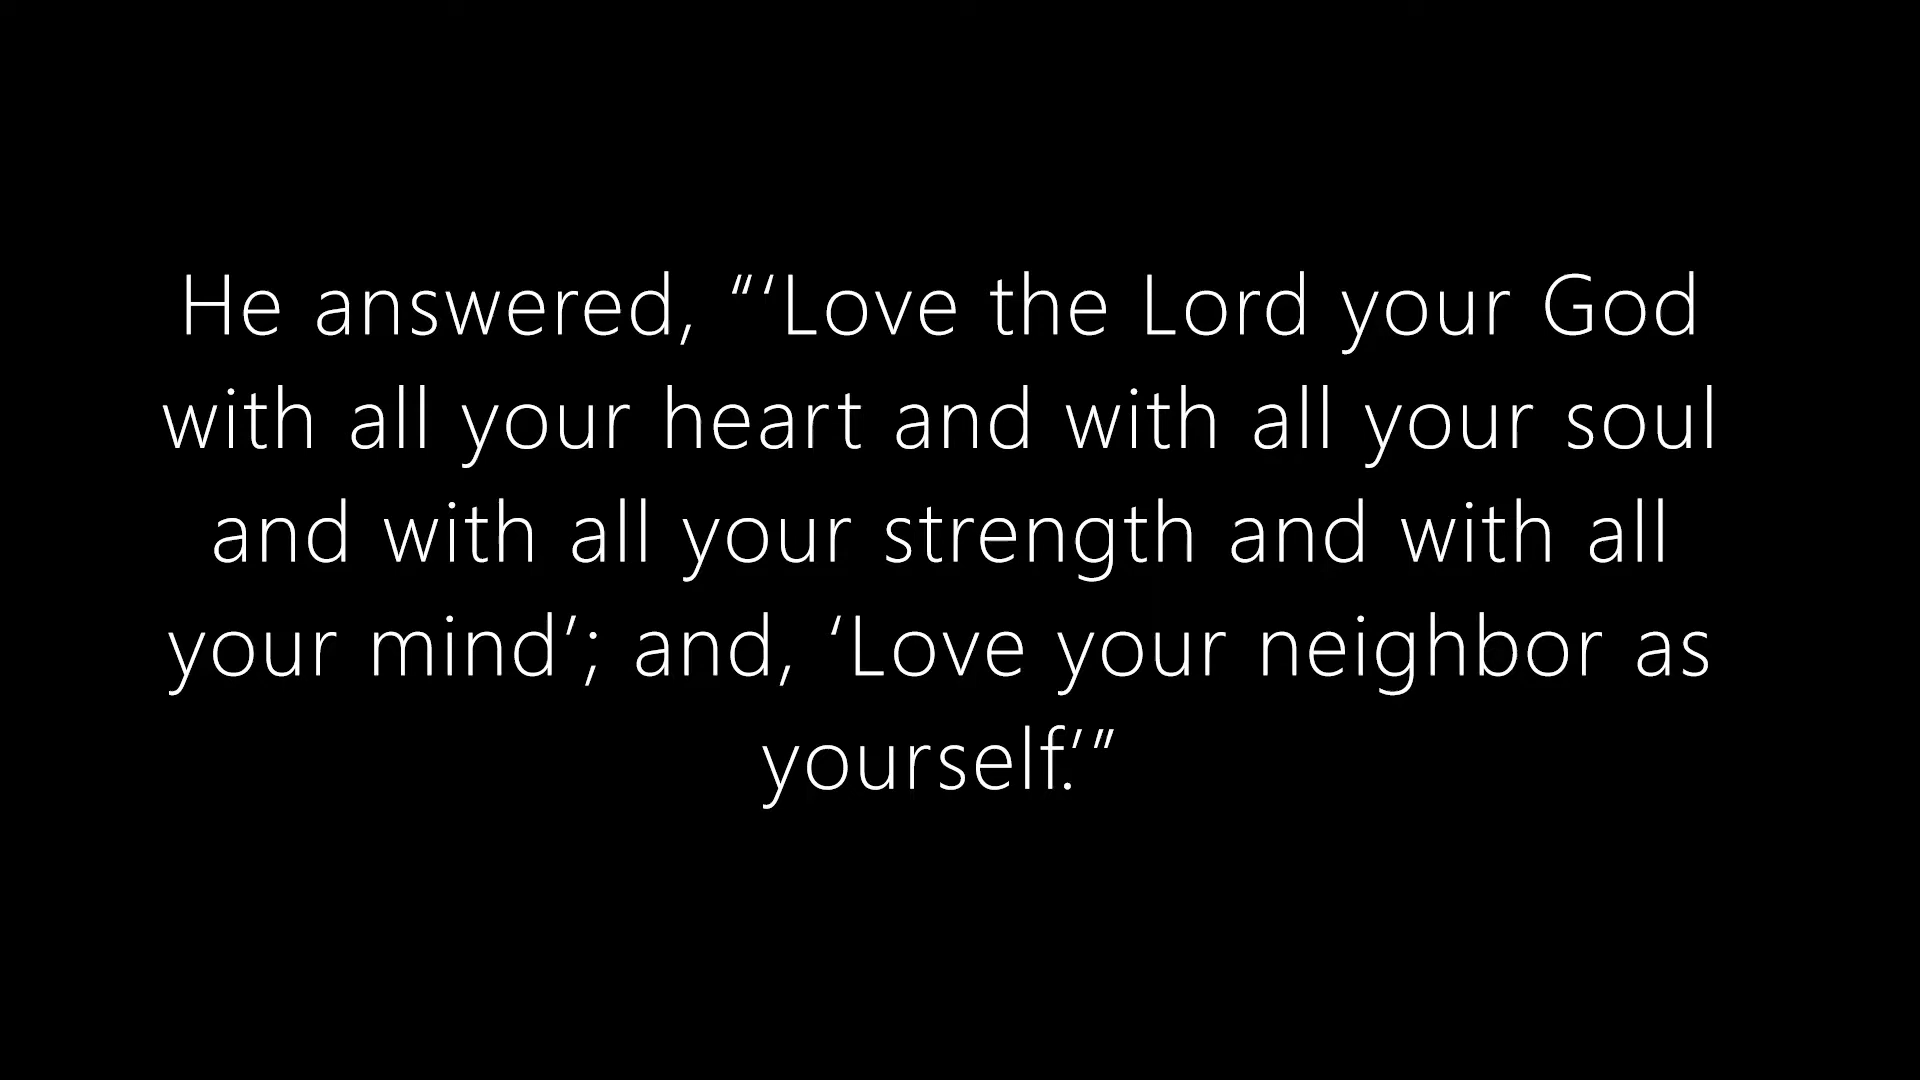 He answered, “‘Love the Lord your God
with all your heart and with all your soul
and with all your strength and with all
your mind’; and, ‘Love your neighbor as
yourself.’”